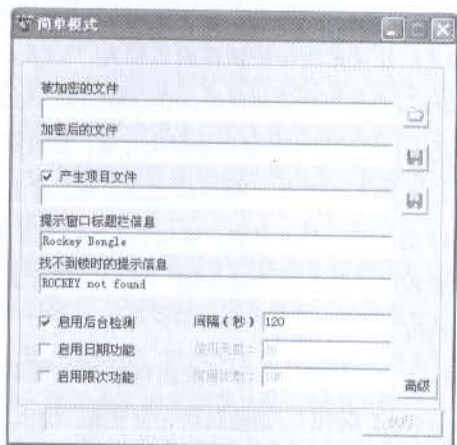 简单模式
被加密的文件
加密后的文件
产生项目文件
提示窗口标题栏信息
Rockey Dongle
找不到锁时的提示信息
ROCKEY not found
启用后台检测 间隔(秒) 120
启用日期功能 使用天数:
启用限次功能
高级
执行